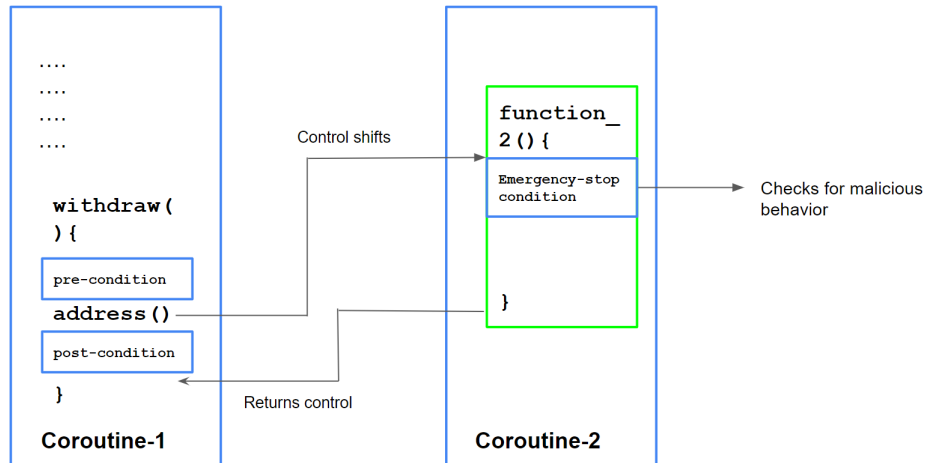 ....
....
....
....
withdraw(
){
pre-condition
address()
post-condition
}
Coroutine-1
Control shifts
Returns control
function_
2(){
Emergency-stop
condition
}
Coroutine-2
Checks for malicious
behavior